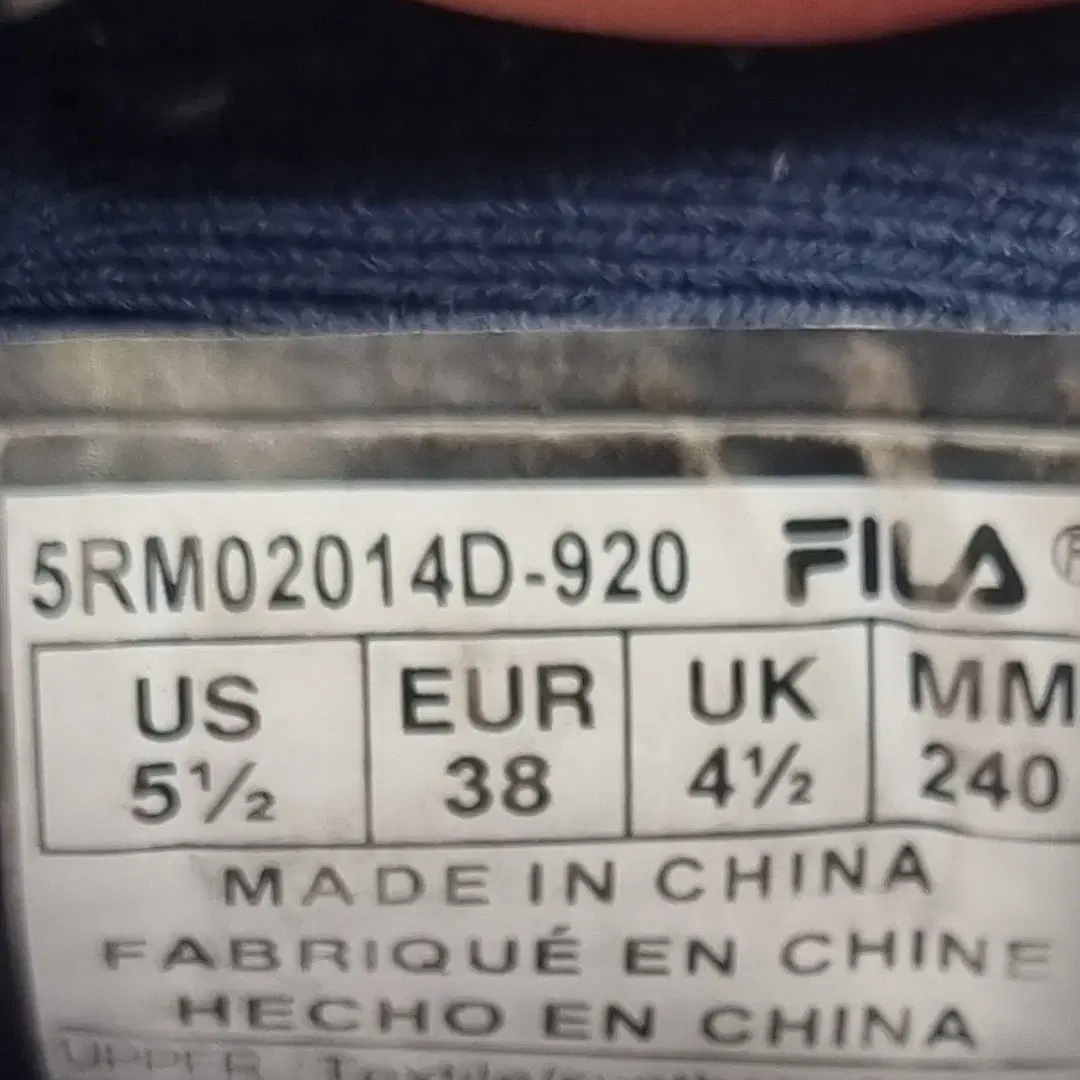 5RM02014D-920 FILA®
US EUR UK MM
5½ 38 4½ 240
MADE IN CHINA
FABRIQUÉ EN CHINE
HECHO EN CHINA
UPPER